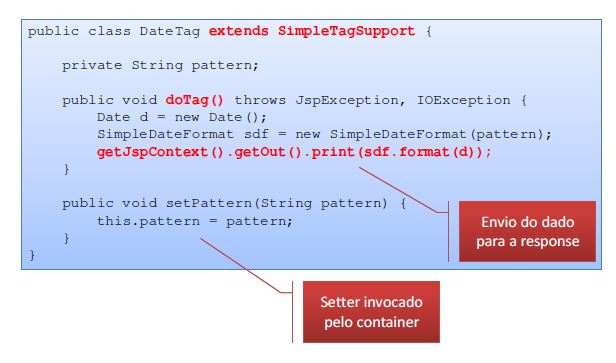 public class DateTag extends SimpleTagSupport {
private String pattern;
public void doTag() throws JspException, IOException {
Date d = new Date();
SimpleDateFormat sdf = new SimpleDateFormat(pattern);
getJspContext().getOut().print(sdf.format(d));
}
public void setPattern(String pattern) {
this.pattern = pattern;
}
}
Envio do dado
para a response
Setter invocado
pelo container